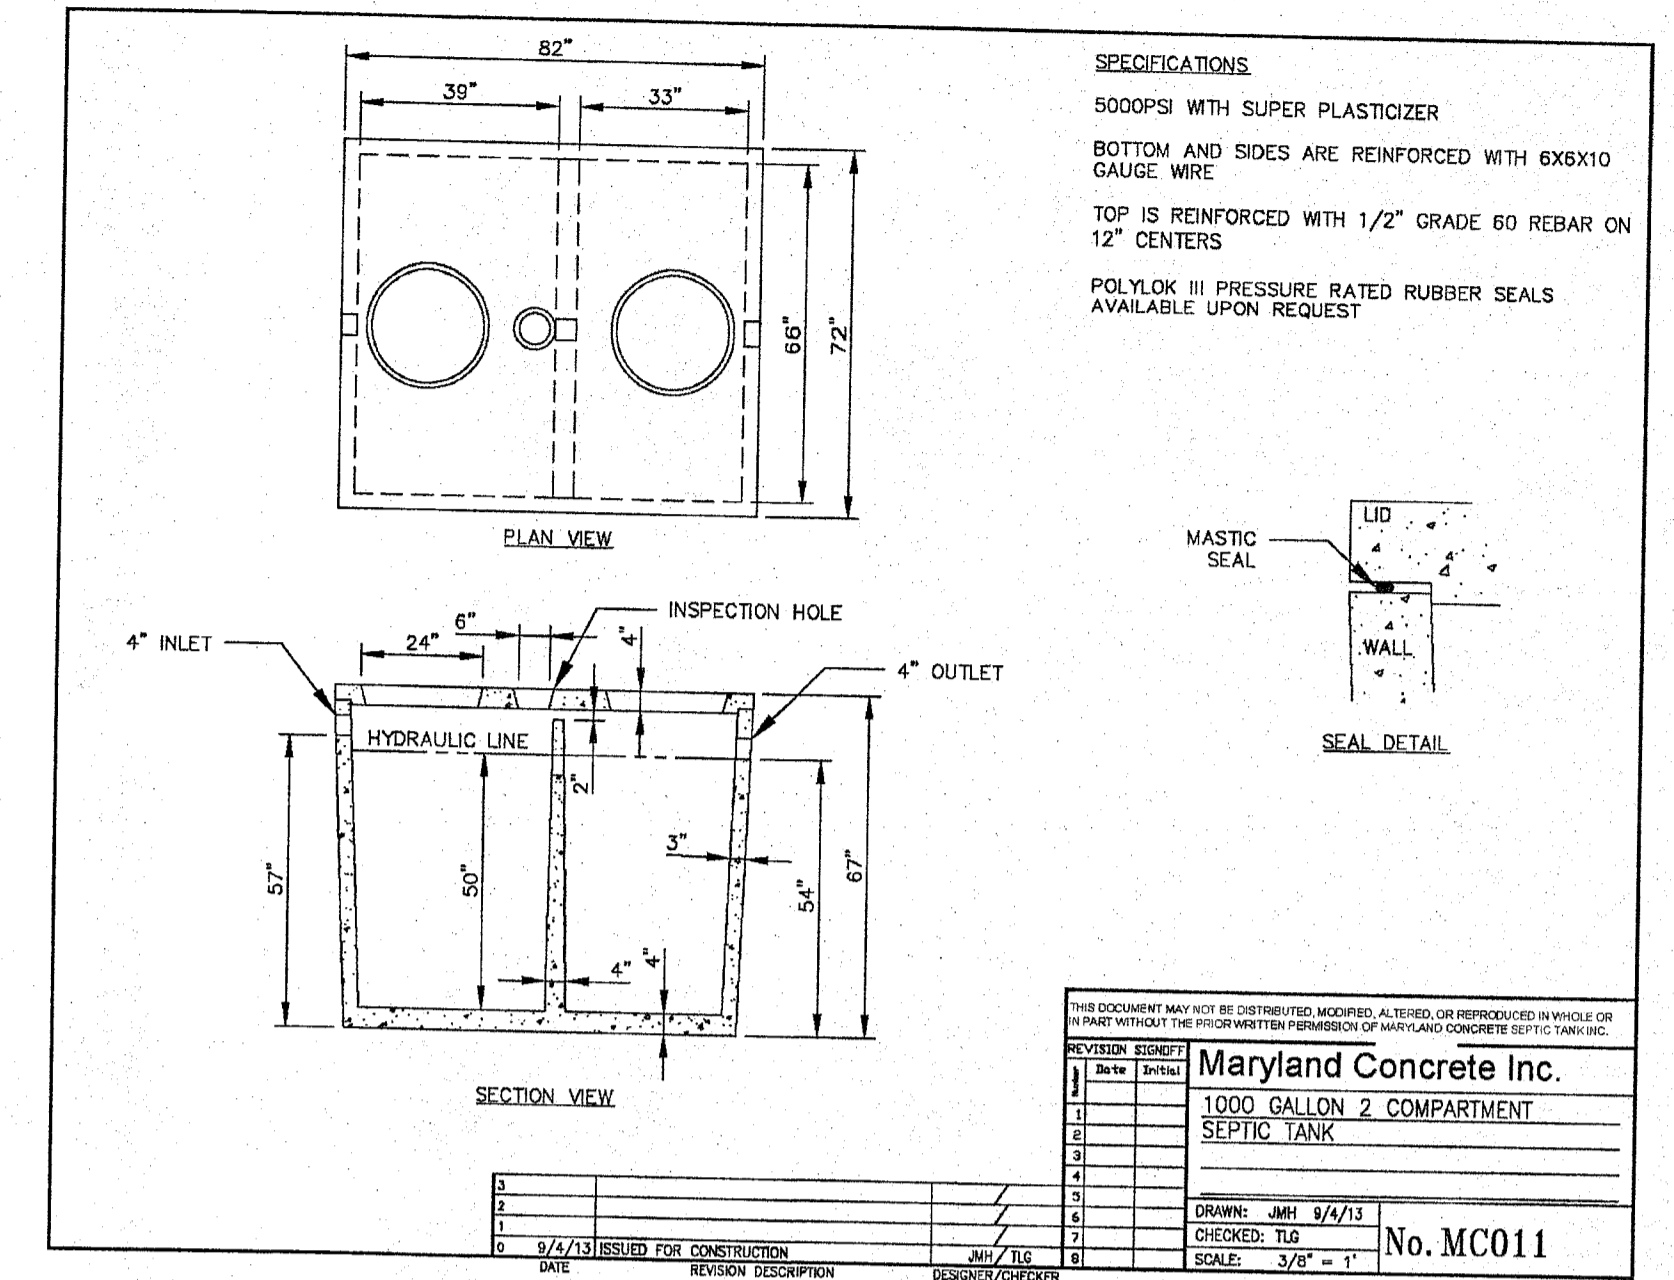 82"
39"
33"
66"
72"
PLAN VIEW
SPECIFICATIONS
5000PSI WITH SUPER PLASTICIZER
BOTTOM AND SIDES ARE REINFORCED WITH 6X6X10
GAUGE WIRE
TOP IS REINFORCED WITH 1/2" GRADE 60 REBAR ON
12" CENTERS
POLYLOK III PRESSURE RATED RUBBER SEALS
AVAILABLE UPON REQUEST
LID
MASTIC
SEAL
WALL
SEAL DETAIL
4" INLET
24"
6"
INSPECTION HOLE
4"
4" OUTLET
HYDRAULIC LINE
2"
3"
57"
50"
54"
67"
4"
4"
SECTION VIEW
THIS DOCUMENT MAY NOT BE DISTRIBUTED, MODIFIED, ALTERED, OR REPRODUCED IN WHOLE OR
IN PART WITHOUT THE PRIOR WRITTEN PERMISSION OF MARYLAND CONCRETE SEPTIC TANK INC.
REVISION SIGNOFF
Number Date Initial
1
2
3
4
5
6
7
8
Maryland Concrete Inc.
1000 GALLON 2 COMPARTMENT
SEPTIC TANK
DRAWN: JMH 9/4/13
CHECKED: TLG
SCALE: 3/8" = 1'
No. MC011
3 /
2 /
1 /
0 9/4/13 ISSUED FOR CONSTRUCTION JMH / TLG
DATE REVISION DESCRIPTION DESIGNER/CHECKER